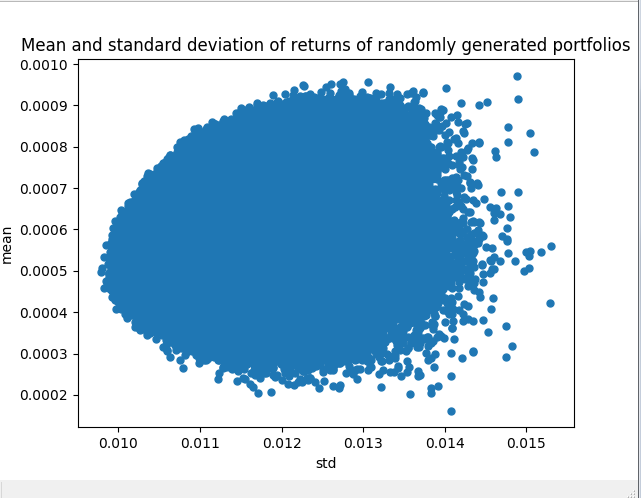 Mean and standard deviation of returns of randomly generated portfolios
0.0010
0.0009
0.0008
0.0007
0.0006
0.0005
0.0004
0.0003
0.0002
mean
0.010 0.011 0.012 0.013 0.014 0.015
std